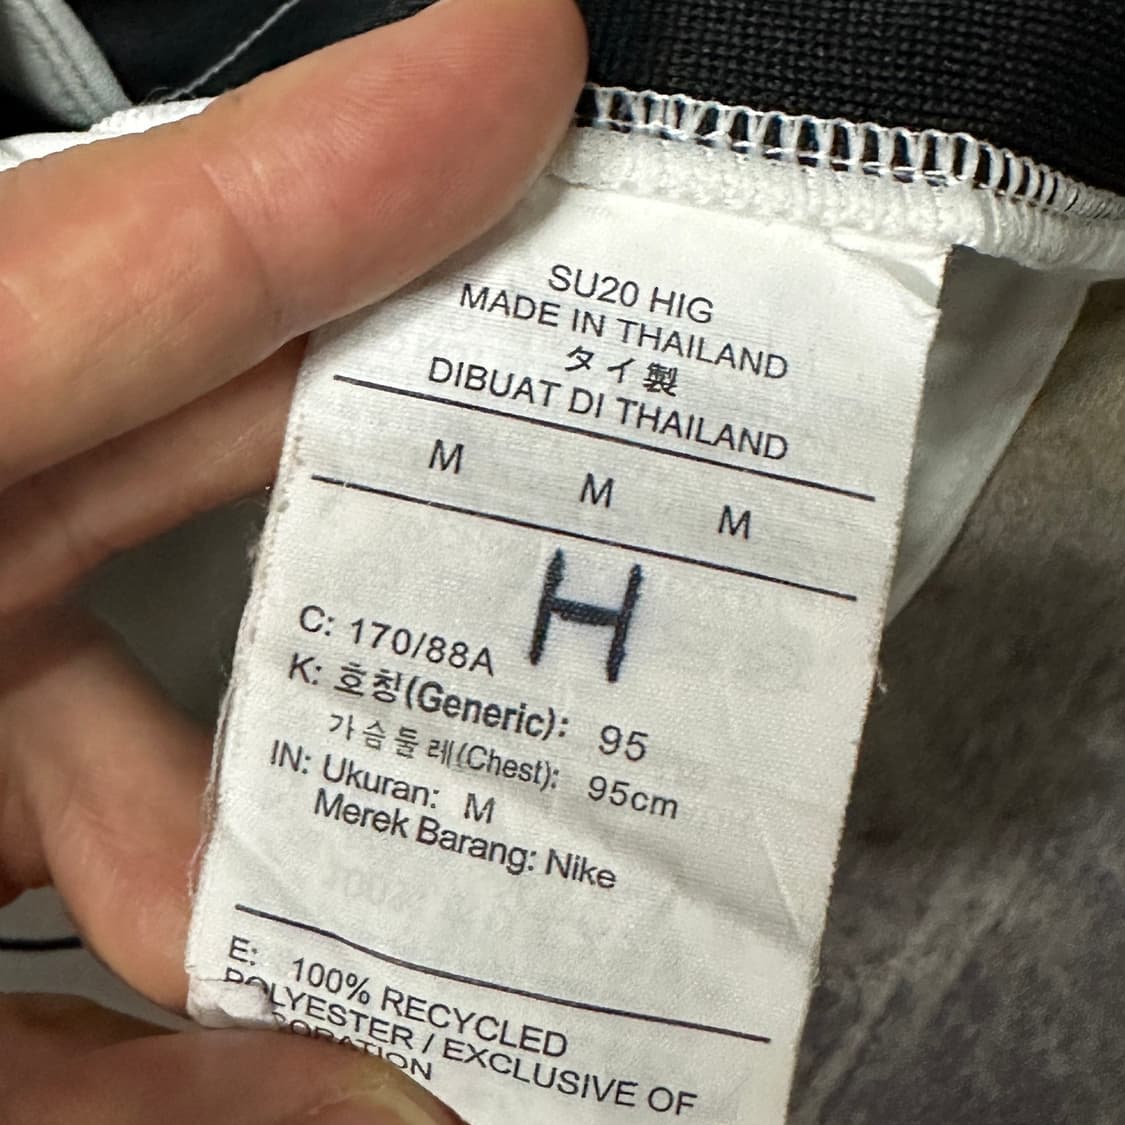 SU20 HIG
MADE IN THAILAND
タイ製
DIBUAT DI THAILAND
M M M
H
C: 170/88A
K: 호칭(Generic): 95
가슴둘레(Chest): 95cm
IN: Ukuran: M
Merek Barang: Nike
E: 100% RECYCLED
POLYESTER / EXCLUSIVE OF